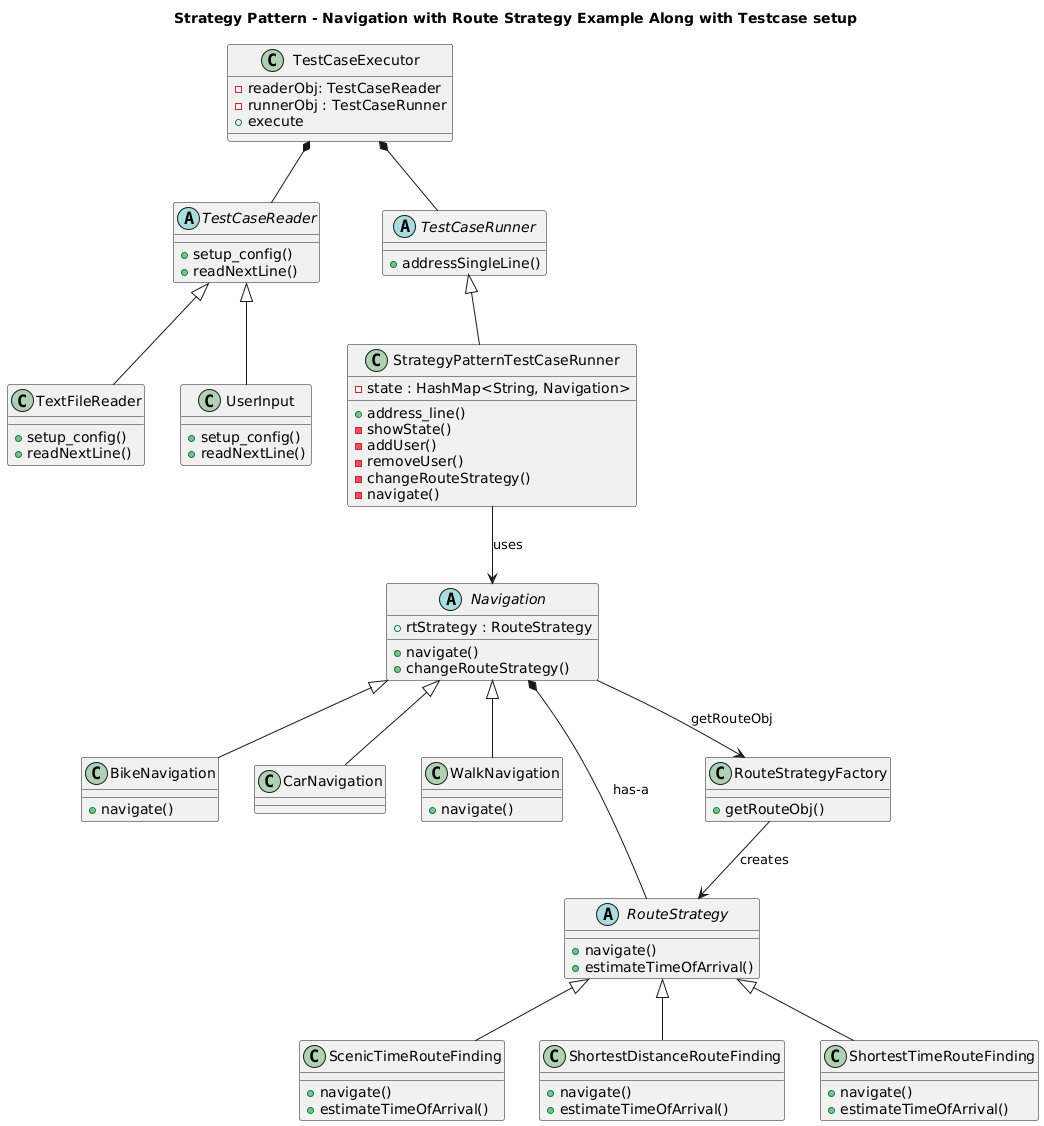 Strategy Pattern - Navigation with Route Strategy Example Along with Testcase setup
C TestCaseExecutor
readerObj: TestCaseReader
runnerObj : TestCaseRunner
execute
A TestCaseReader
setup_config()
readNextLine()
A TestCaseRunner
addressSingleLine()
C TextFileReader
setup_config()
readNextLine()
C UserInput
setup_config()
readNextLine()
C StrategyPatternTestCaseRunner
state : HashMap<String, Navigation>
address_line()
showState()
addUser()
removeUser()
changeRouteStrategy()
navigate()
uses
A Navigation
rtStrategy : RouteStrategy
navigate()
changeRouteStrategy()
getRouteObj
C BikeNavigation
navigate()
C CarNavigation
C WalkNavigation
navigate()
has-a
C RouteStrategyFactory
getRouteObj()
creates
A RouteStrategy
navigate()
estimateTimeOfArrival()
C ScenicTimeRouteFinding
navigate()
estimateTimeOfArrival()
C ShortestDistanceRouteFinding
navigate()
estimateTimeOfArrival()
C ShortestTimeRouteFinding
navigate()
estimateTimeOfArrival()